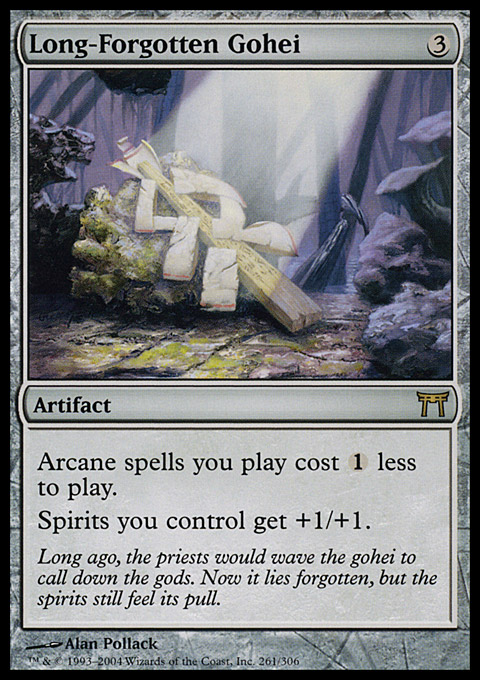 Long-Forgotten Gohei 3
Artifact
Arcane spells you play cost 1 less
to play.
Spirits you control get +1/+1.
Long ago, the priests would wave the gohei to
call down the gods. Now it lies forgotten, but the
spirits still feel its pull.
Alan Pollack
™ & © 1993–2004 Wizards of the Coast, Inc. 261/306